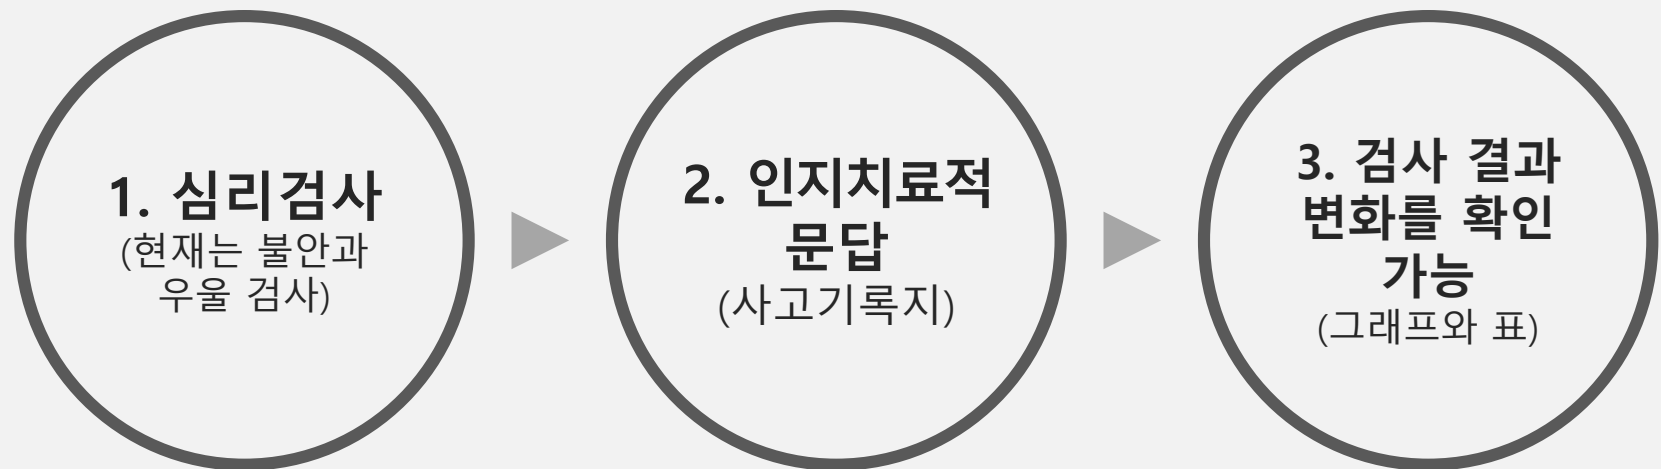 1. 심리검사
(현재는 불안과
우울 검사)
2. 인지치료적
문답
(사고기록지)
3. 검사 결과
변화를 확인
가능
(그래프와 표)